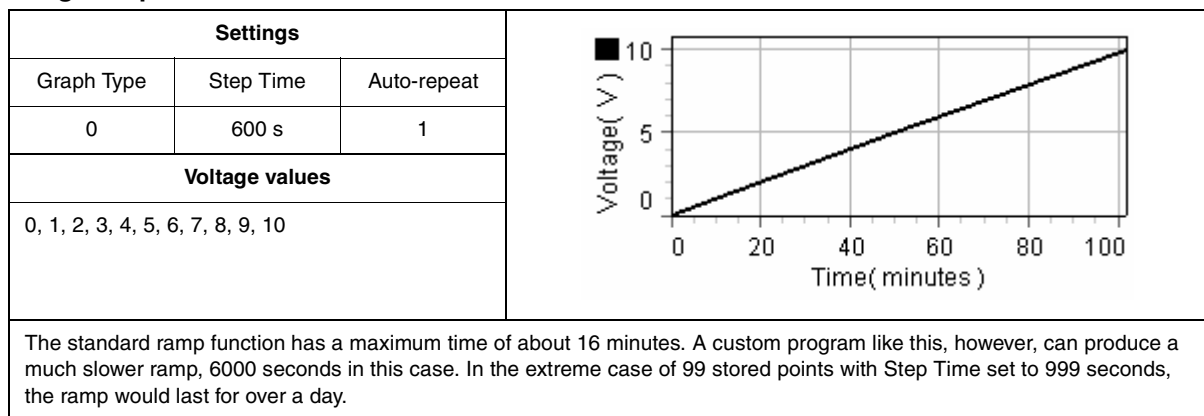 Settings
Graph Type Step Time Auto-repeat
0 600 s 1
Voltage values
0, 1, 2, 3, 4, 5, 6, 7, 8, 9, 10
10
5
0
Voltage( V )
0 20 40 60 80 100
Time( minutes )
The standard ramp function has a maximum time of about 16 minutes. A custom program like this, however, can produce a
much slower ramp, 6000 seconds in this case. In the extreme case of 99 stored points with Step Time set to 999 seconds,
the ramp would last for over a day.